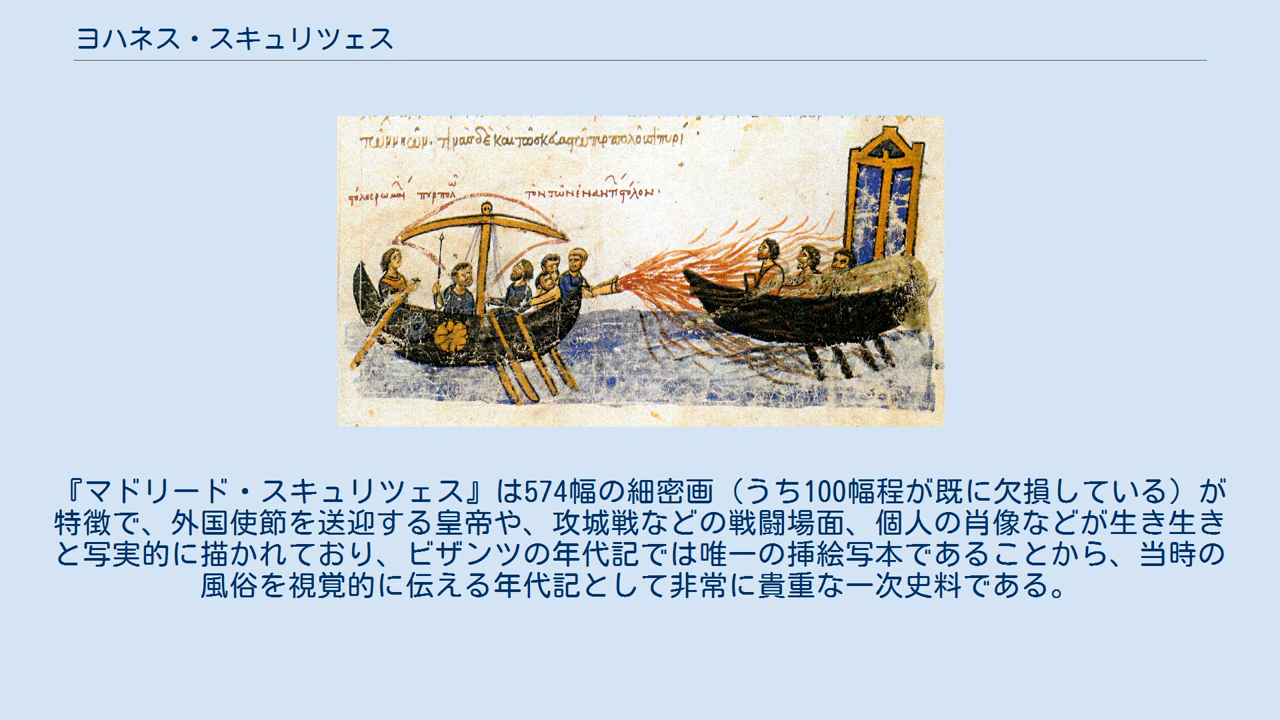 ヨハネス・スキュリツェス
『マドリード・スキュリツェス』は574幅の細密画（うち100幅程が既に欠損している）が
特徴で、外国使節を送迎する皇帝や、攻城戦などの戦闘場面、個人の肖像などが生き生き
と写実的に描かれており、ビザンツの年代記では唯一の挿絵写本であることから、当時の
風俗を視覚的に伝える年代記として非常に貴重な一次史料である。